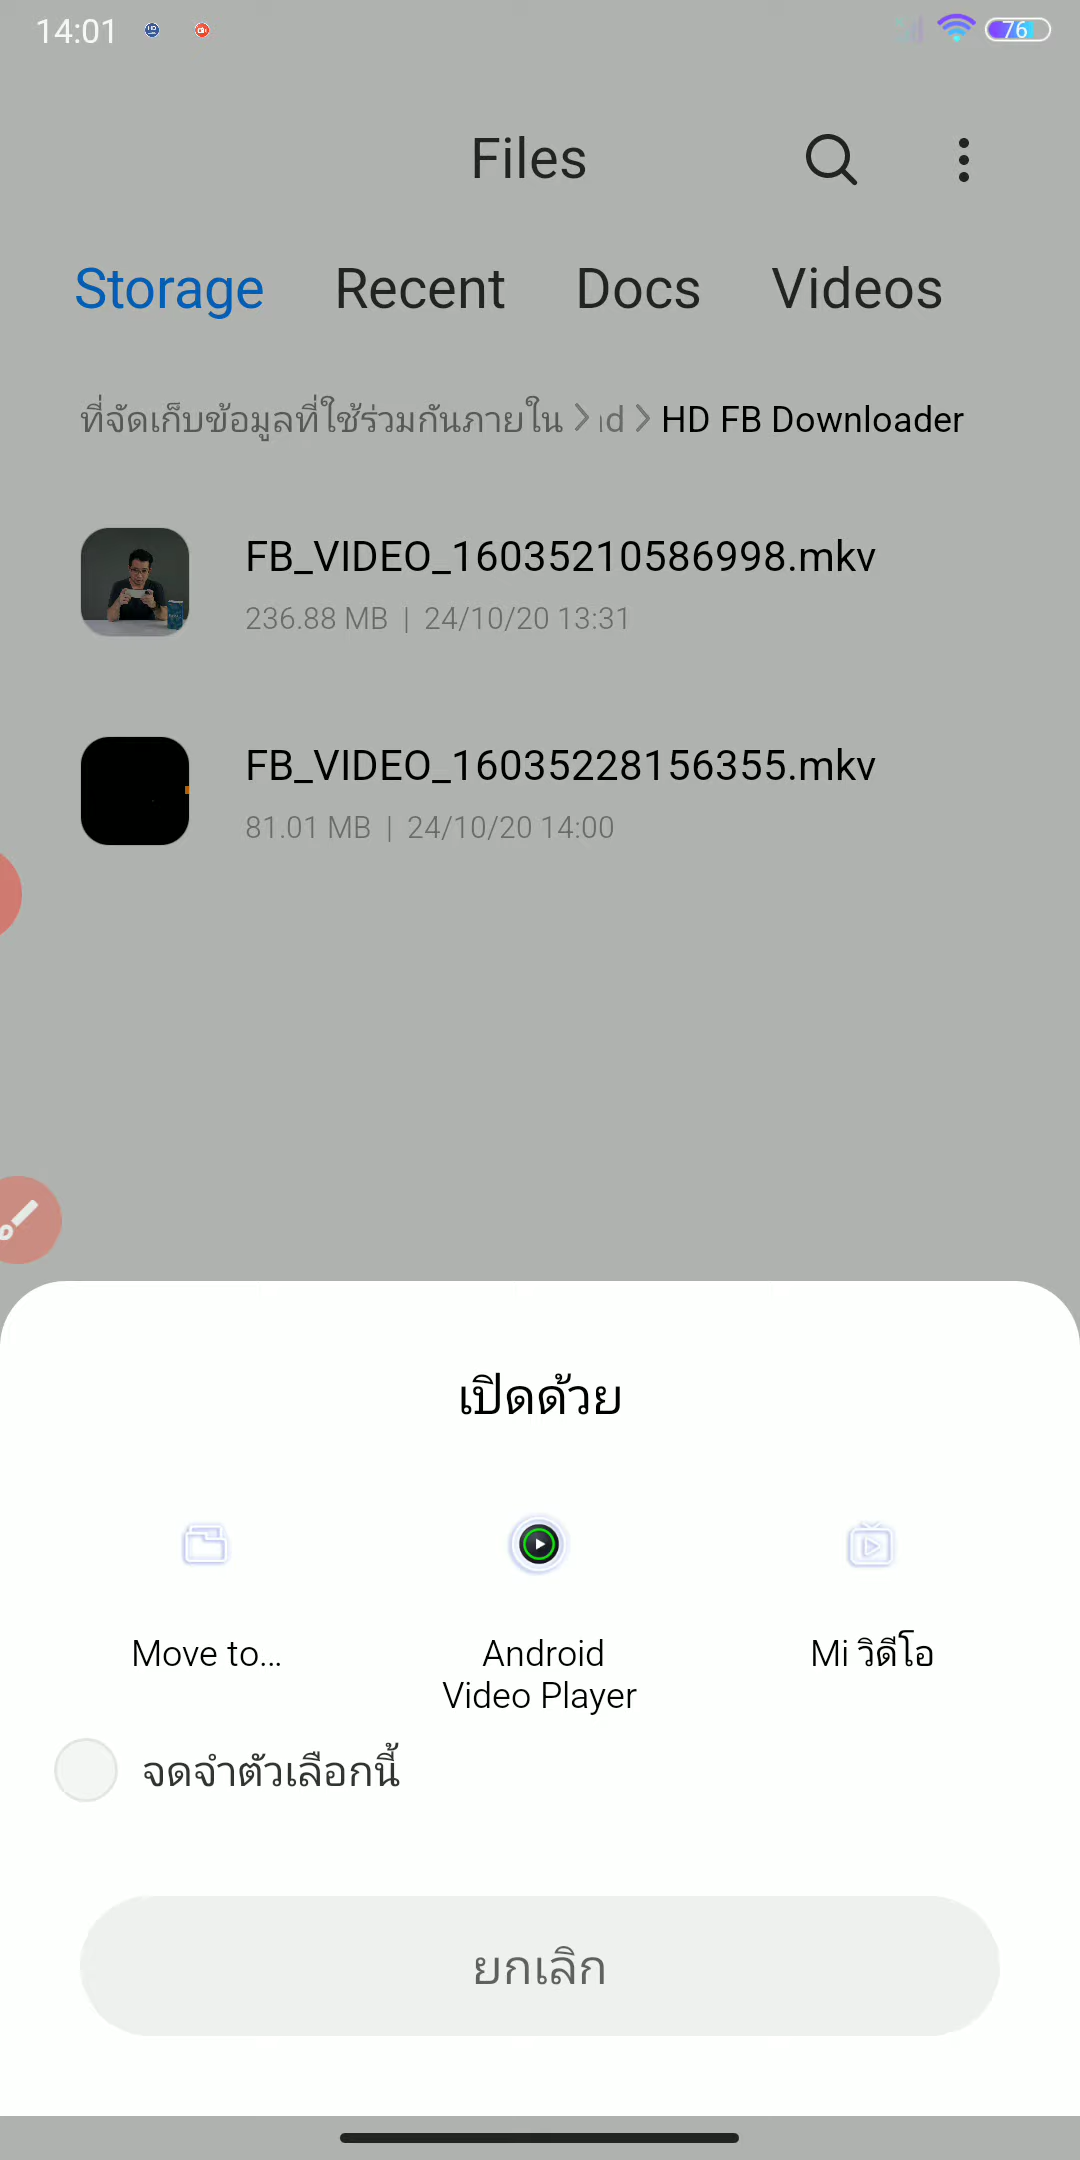 14:01
76
Files
Storage Recent Docs Videos
ที่จัดเก็บข้อมูลที่ใช้ร่วมกันภายใน > > HD FB Downloader
FB_VIDEO_16035210586998.mkv
236.88 MB | 24/10/20 13:31
FB_VIDEO_16035228156355.mkv
81.01 MB | 24/10/20 14:00
เปิดด้วย
Move to... Android Mi วิดีโอ
Video Player
จดจำตัวเลือกนี้
ยกเลิก